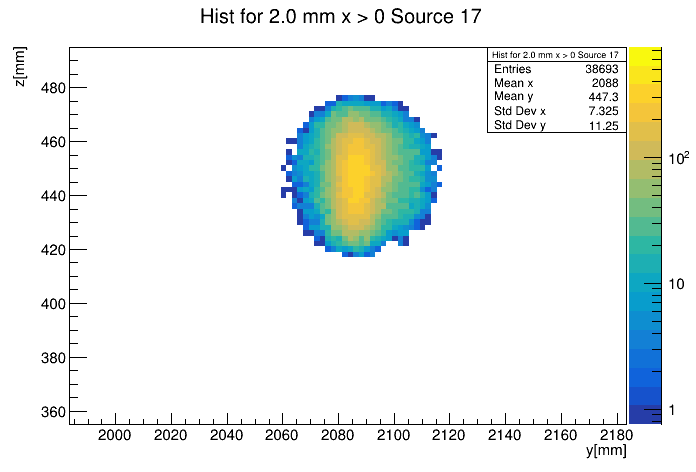 Hist for 2.0 mm x > 0 Source 17
z[mm]
Hist for 2.0 mm x > 0 Source 17
Entries 38693
Mean x 2088
Mean y 447.3
Std Dev x 7.325
Std Dev y 11.25
480
460
440
420
400
380
360
2000 2020 2040 2060 2080 2100 2120 2140 2160 2180
y[mm]
10²
10
1